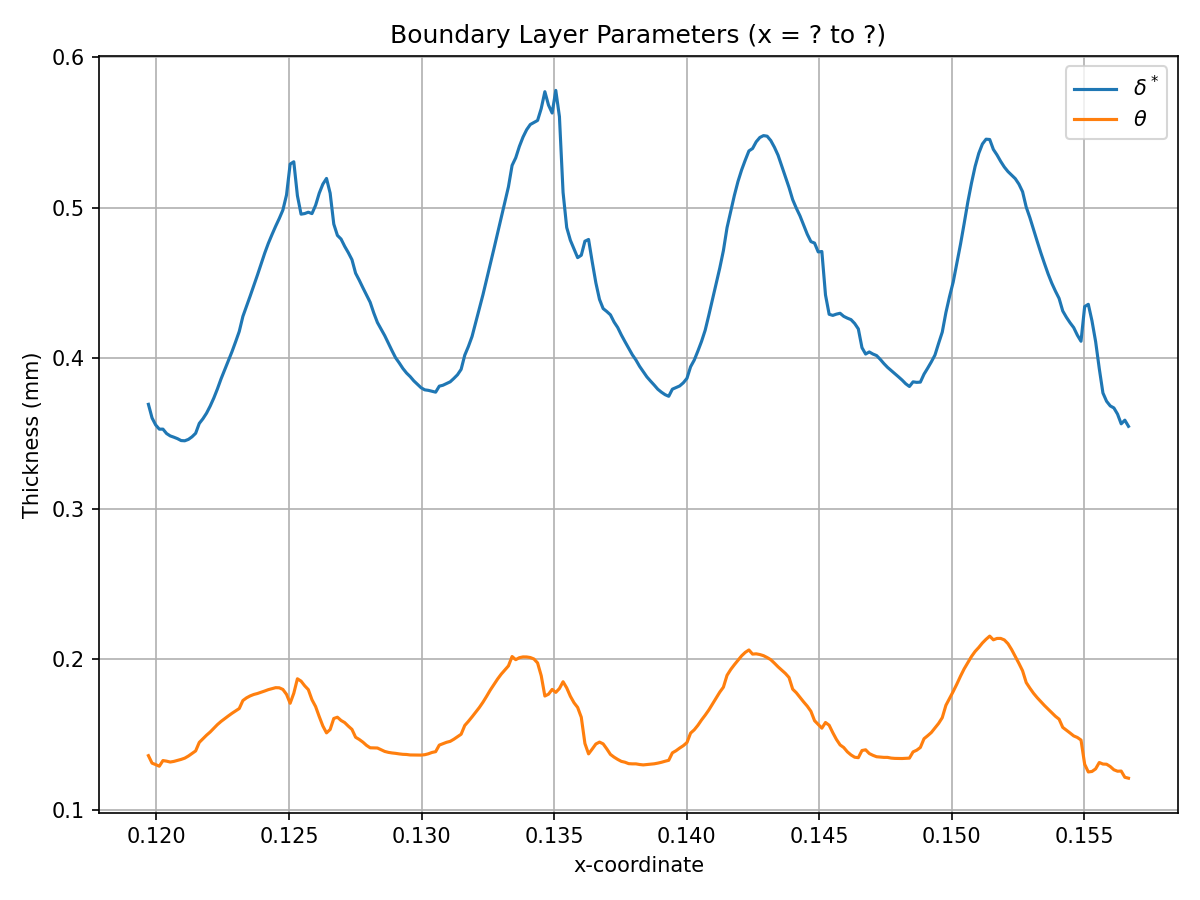 Boundary Layer Parameters (x = ? to ?)
δ*
θ
Thickness (mm)
0.6
0.5
0.4
0.3
0.2
0.1
0.120 0.125 0.130 0.135 0.140 0.145 0.150 0.155
x-coordinate